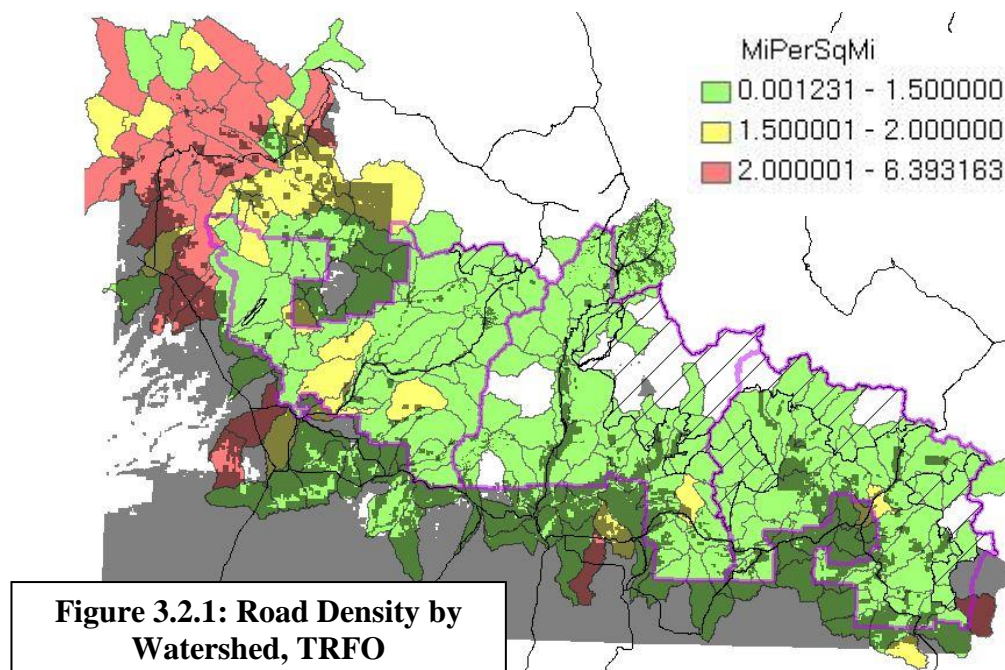 MiPerSqMi
0.001231 - 1.500000
1.500001 - 2.000000
2.000001 - 6.393163
Figure 3.2.1: Road Density by
Watershed, TRFO